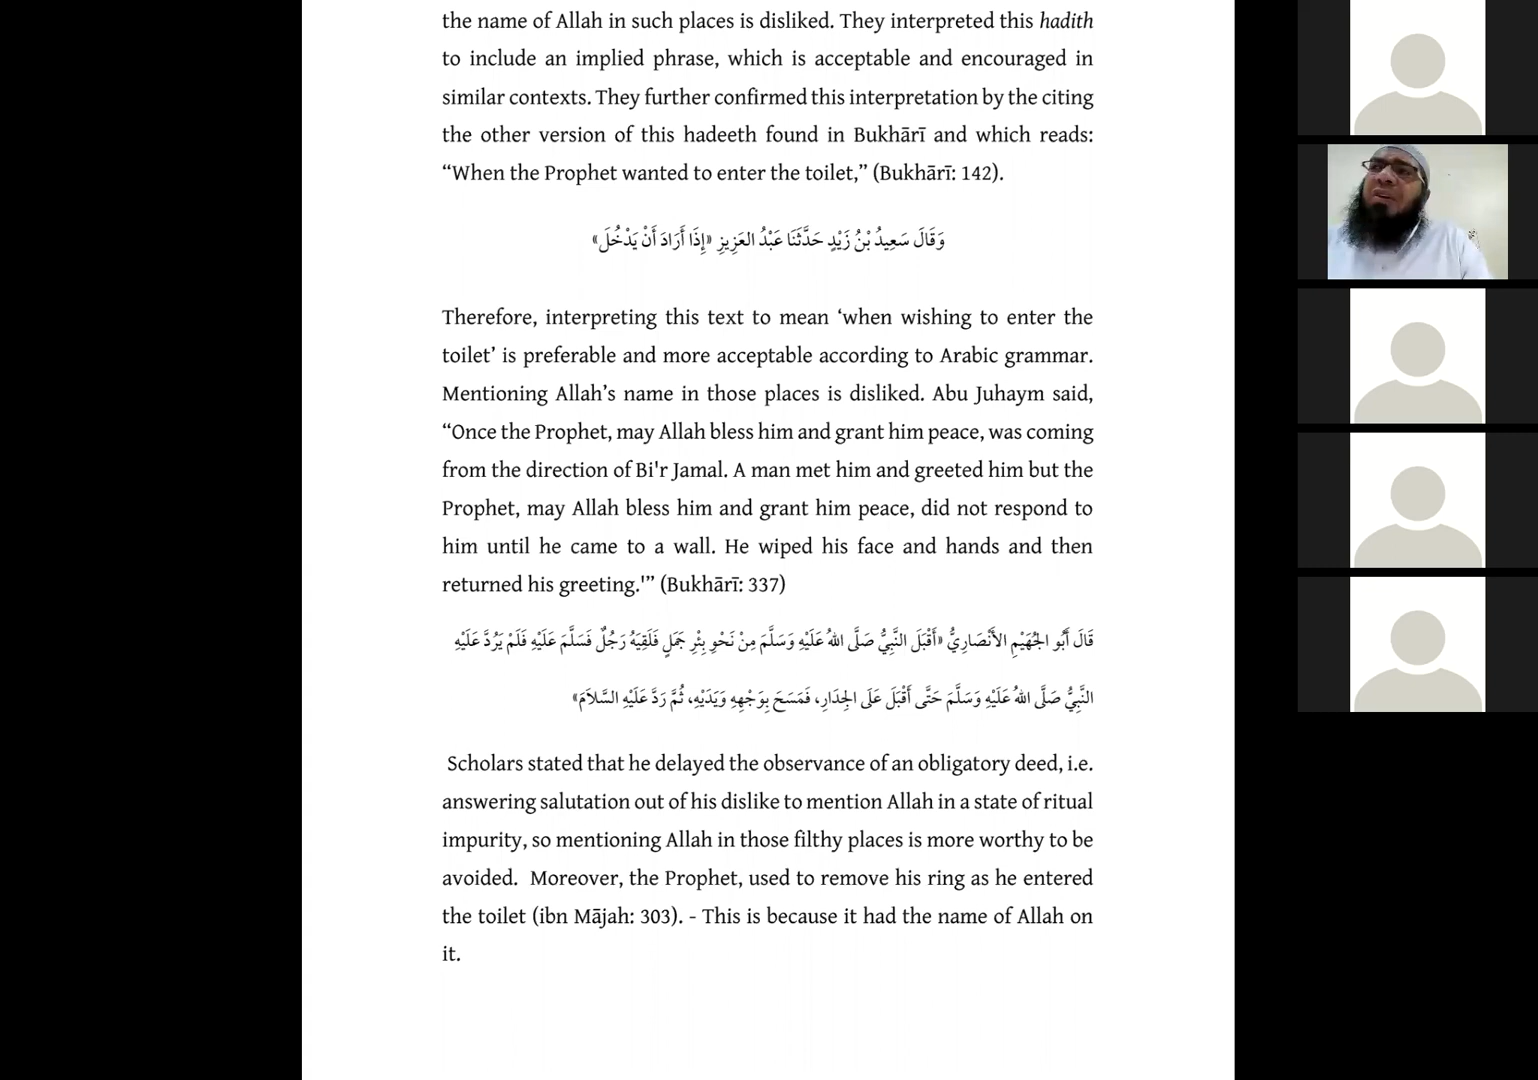 the name of Allah in such places is disliked. They interpreted this hadith
to include an implied phrase, which is acceptable and encouraged in
similar contexts. They further confirmed this interpretation by the citing
the other version of this hadeeth found in Bukhārī and which reads:
“When the Prophet wanted to enter the toilet,” (Bukhārī: 142).
وَقَالَ سَعِيدُ بْنُ زَيْدٍ حَدَّثَنَا عَبْدُ العَزِيزِ «إِذَا أَرَادَ أَنْ يَدْخُلَ»
Therefore, interpreting this text to mean ‘when wishing to enter the
toilet’ is preferable and more acceptable according to Arabic grammar.
Mentioning Allah’s name in those places is disliked. Abu Juhaym said,
“Once the Prophet, may Allah bless him and grant him peace, was coming
from the direction of Bi'r Jamal. A man met him and greeted him but the
Prophet, may Allah bless him and grant him peace, did not respond to
him until he came to a wall. He wiped his face and hands and then
returned his greeting.'” (Bukhārī: 337)
قَالَ أَبُو الجُهَيْمِ الأَنْصَارِيُّ «أَقْبَلَ النَّبِيُّ صَلَّى اللهُ عَلَيْهِ وَسَلَّمَ مِنْ نَحْوِ بِئْرِ جَمَلٍ فَلَقِيَهُ رَجُلٌ فَسَلَّمَ عَلَيْهِ فَلَمْ يَرُدَّ عَلَيْهِ
النَّبِيُّ صَلَّى اللهُ عَلَيْهِ وَسَلَّمَ حَتَّى أَقْبَلَ عَلَى الجِدَارِ، فَمَسَحَ بِوَجْهِهِ وَيَدَيْهِ، ثُمَّ رَدَّ عَلَيْهِ السَّلاَمَ»
Scholars stated that he delayed the observance of an obligatory deed, i.e.
answering salutation out of his dislike to mention Allah in a state of ritual
impurity, so mentioning Allah in those filthy places is more worthy to be
avoided. Moreover, the Prophet, used to remove his ring as he entered
the toilet (ibn Mājah: 303). - This is because it had the name of Allah on
it.